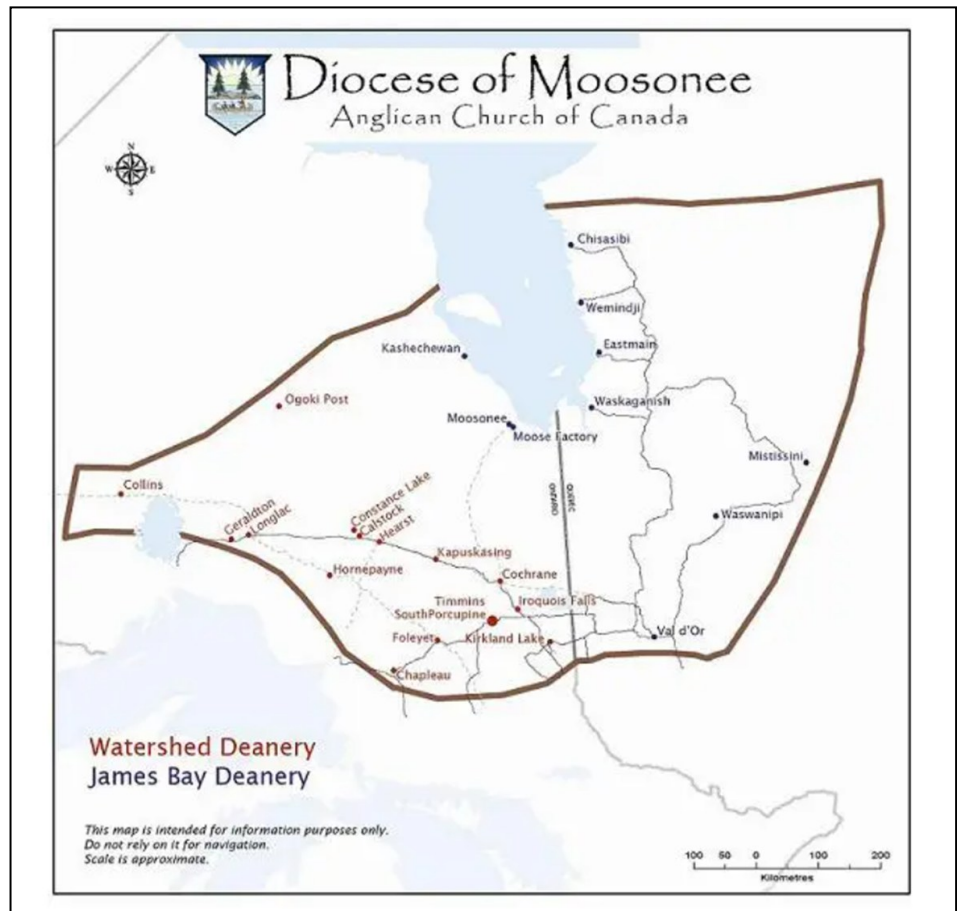 Diocese of Moosonee
Anglican Church of Canada
N
W E
S
Chisasibi
Wemindji
Eastmain
Kashechewan
Ogoki Post
Waskaganish
Moosonee
Moose Factory
Mistissini
Collins
Constance Lake
Calstock
Hearst
Geraldton
Longlac
QUEBEC
ONTARIO
Waswanipi
Kapuskasing
Hornepayne
Cochrane
Timmins
SouthPorcupine
Iroquois Falls
Foleyet
Kirkland Lake
Val d'Or
Chapleau
Watershed Deanery
James Bay Deanery
This map is intended for information purposes only.
Do not rely on it for navigation.
Scale is approximate.
100 50 0 100 200
Kilometres